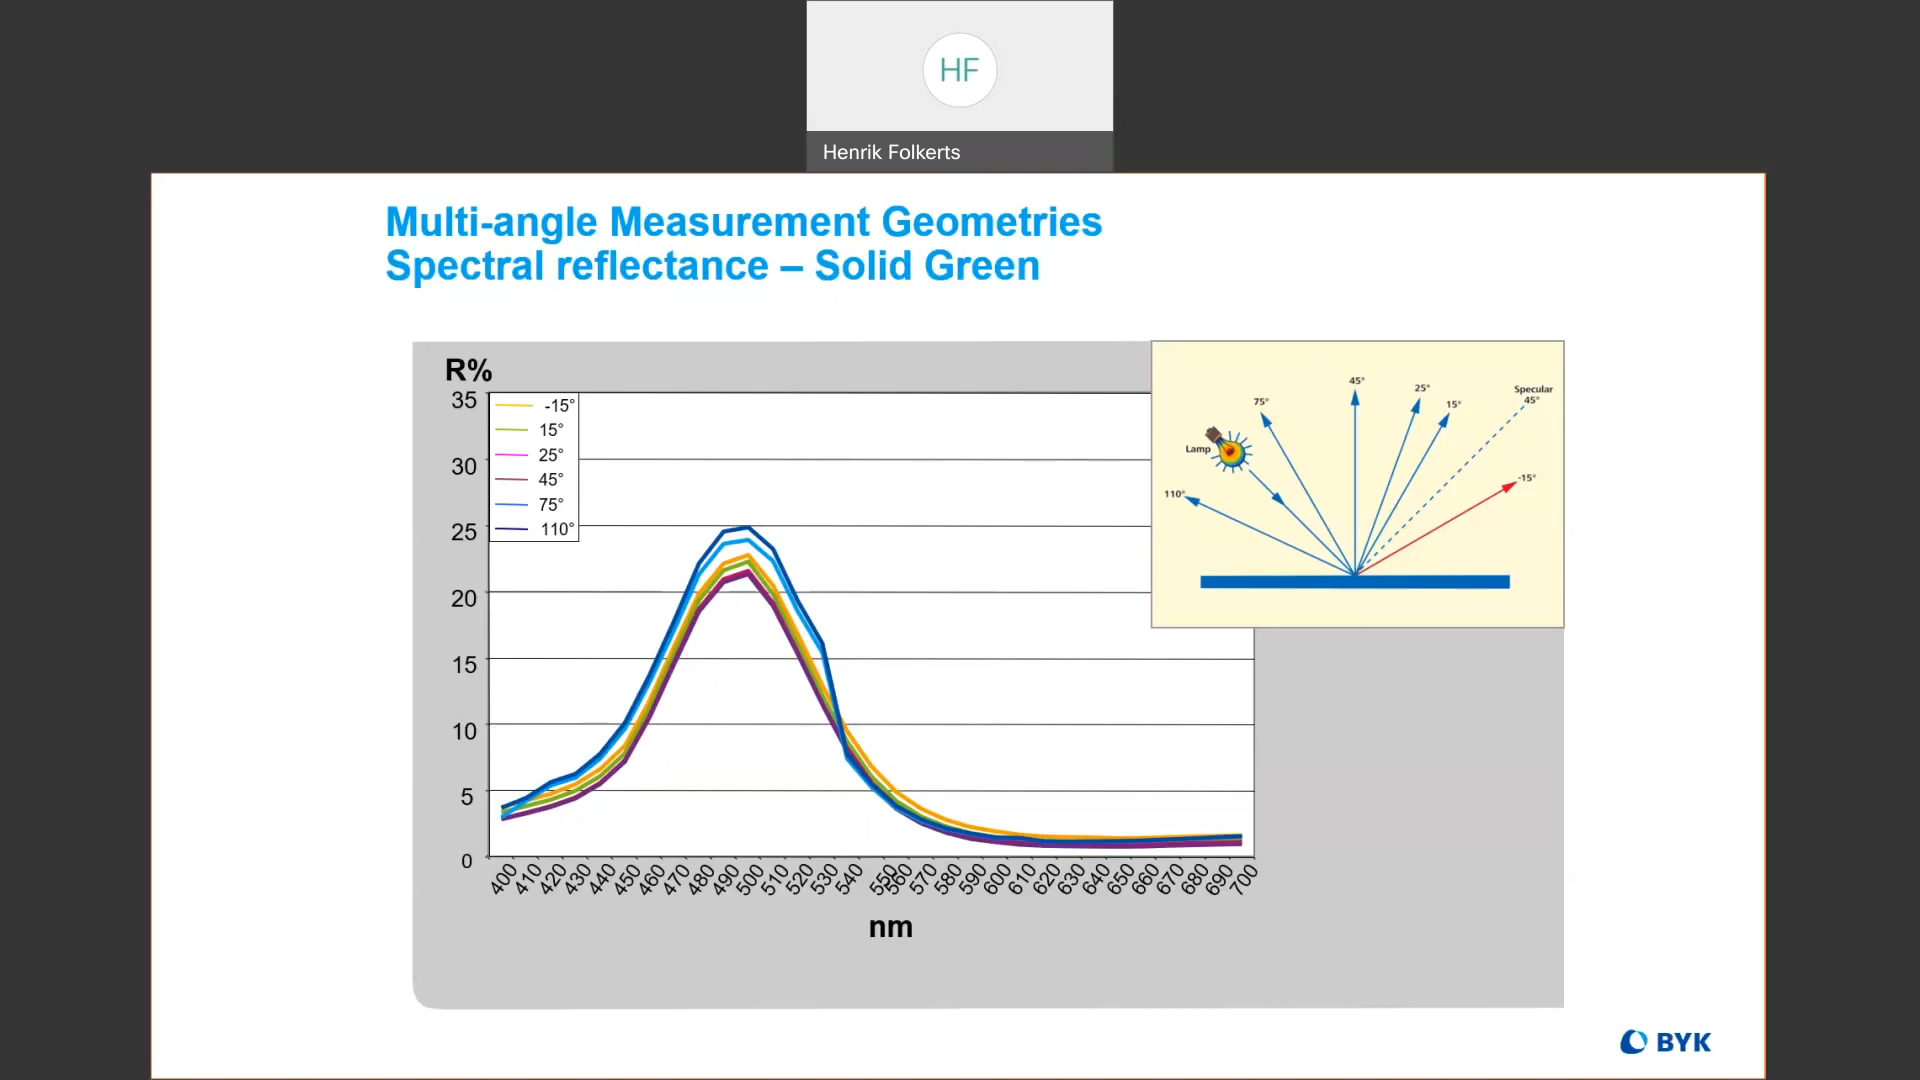 HF
Henrik Folkerts
Multi-angle Measurement Geometries
Spectral reflectance – Solid Green
R%
35
30
25
20
15
10
5
0
-15°
15°
25°
45°
75°
110°
400 410 420 430 440 450 460 470 480 490 500 510 520 530 540 550 560 570 580 590 600 610 620 630 640 650 660 670 680 690 700
nm
45°
25°
Specular
45°
75°
15°
Lamp
-15°
110°
BYK